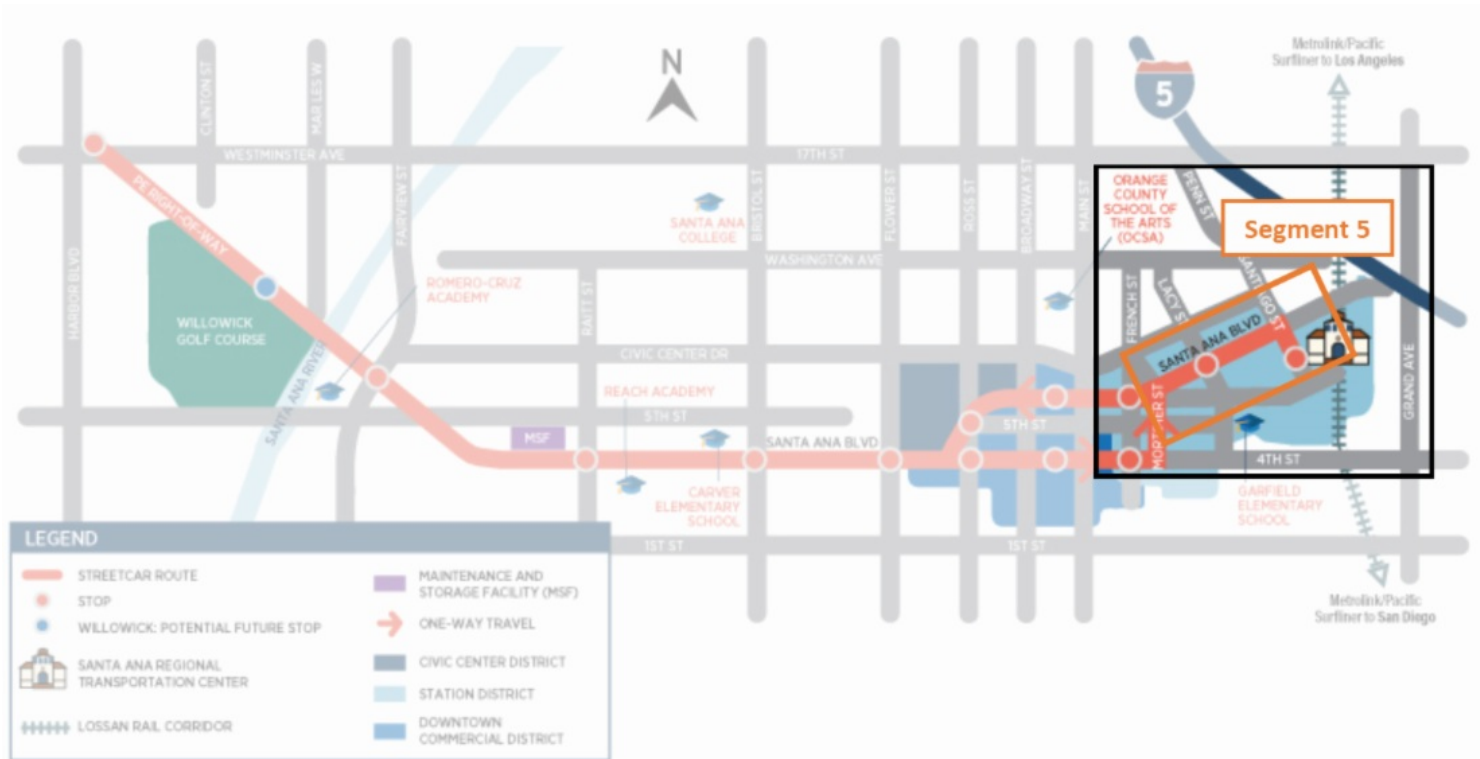 Metrolink/Pacific
Surfliner to Los Angeles
N
5
CLINTON ST
MAR LES W
WESTMINSTER AVE
17TH ST
PE RIGHT-OF-WAY
HARBOR BLVD
FAIRVIEW ST
SANTA ANA
COLLEGE
BRISTOL ST
FLOWER ST
ROSS ST
BROADWAY ST
MAIN ST
ORANGE
COUNTY
SCHOOL OF
THE ARTS
(OCSA)
PENN ST
Segment 5
WASHINGTON AVE
ROMERO-CRUZ
ACADEMY
WILLOWICK
GOLF COURSE
SANTA ANA RIVER
RAITT ST
CIVIC CENTER DR
FRENCH ST
LACY ST
SANTIAGO ST
SANTA ANA BLVD
GRAND AVE
REACH ACADEMY
5TH ST
MSF
SANTA ANA BLVD
5TH ST
MORTIMER ST
4TH ST
CARVER
ELEMENTARY
SCHOOL
GARFIELD
ELEMENTARY
SCHOOL
1ST ST
1ST ST
Metrolink/Pacific
Surfliner to San Diego
LEGEND
STREETCAR ROUTE
STOP
WILLOWICK: POTENTIAL FUTURE STOP
SANTA ANA REGIONAL
TRANSPORTATION CENTER
LOSSAN RAIL CORRIDOR
MAINTENANCE AND
STORAGE FACILITY (MSF)
ONE-WAY TRAVEL
CIVIC CENTER DISTRICT
STATION DISTRICT
DOWNTOWN
COMMERCIAL DISTRICT